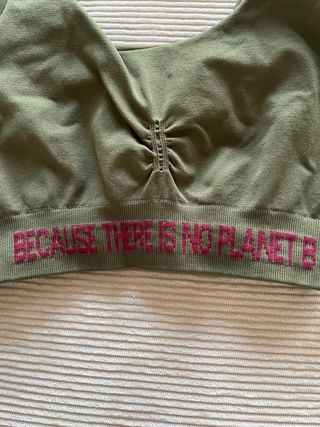 BECAUSE THERE IS NO PLANET B